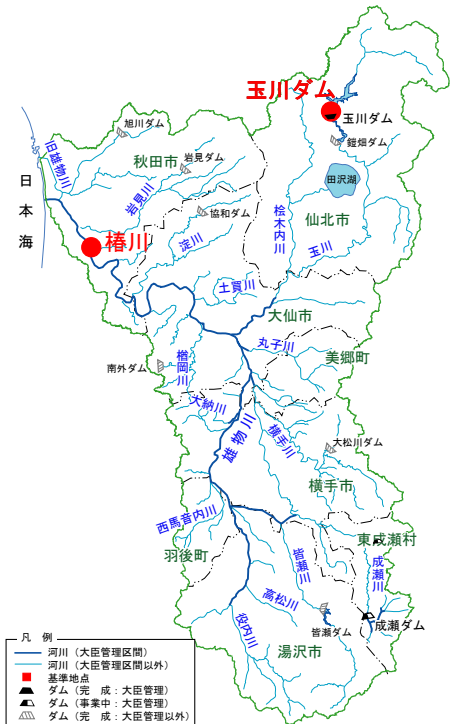 玉川ダム
玉川ダム
旭川ダム
鎧畑ダム
旧雄物川
秋田市
岩見ダム
田沢湖
日本海
岩見川
協和ダム
桧木内川
仙北市
椿川
淀川
玉川
土買川
大仙市
丸子川
美郷町
南外ダム
楢岡川
大納川
雄物川
横手川
大松川ダム
横手市
西馬音内川
東成瀬村
羽後町
皆瀬川
成瀬川
高松川
役内川
皆瀬ダム
成瀬ダム
湯沢市
凡 例
河川(大臣管理区間)
河川(大臣管理区間以外)
基準地点
ダム(完 成:大臣管理)
ダム(事業中:大臣管理)
ダム(完 成:大臣管理以外)